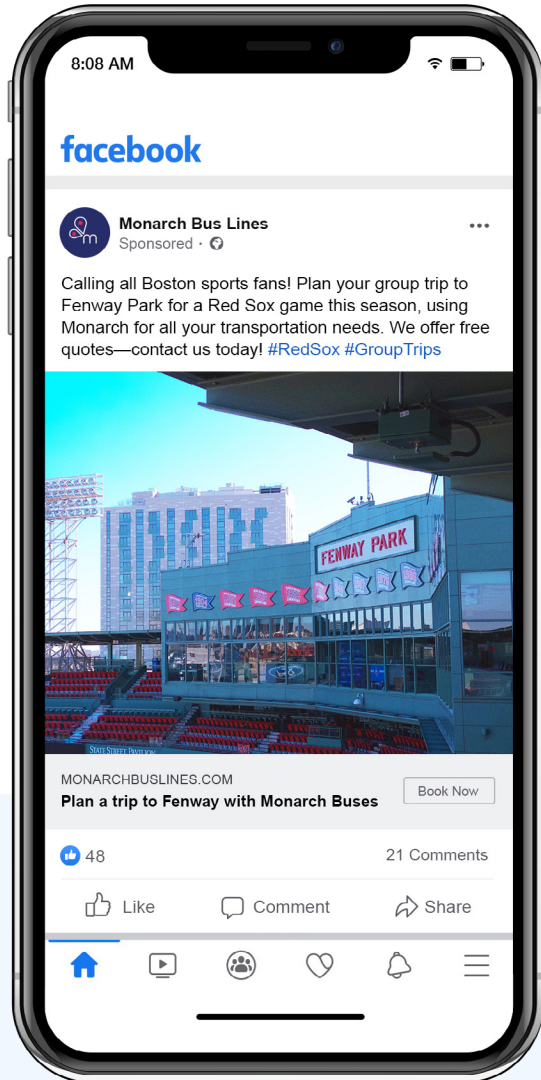 8:08 AM
facebook
m
Monarch Bus Lines
Sponsored ·
Calling all Boston sports fans! Plan your group trip to
Fenway Park for a Red Sox game this season, using
Monarch for all your transportation needs. We offer free
quotes—contact us today! #RedSox #GroupTrips
FENWAY PARK
STATE STREET PAVILION
MONARCHBUSLINES.COM
Plan a trip to Fenway with Monarch Buses
Book Now
48
21 Comments
Like
Comment
Share